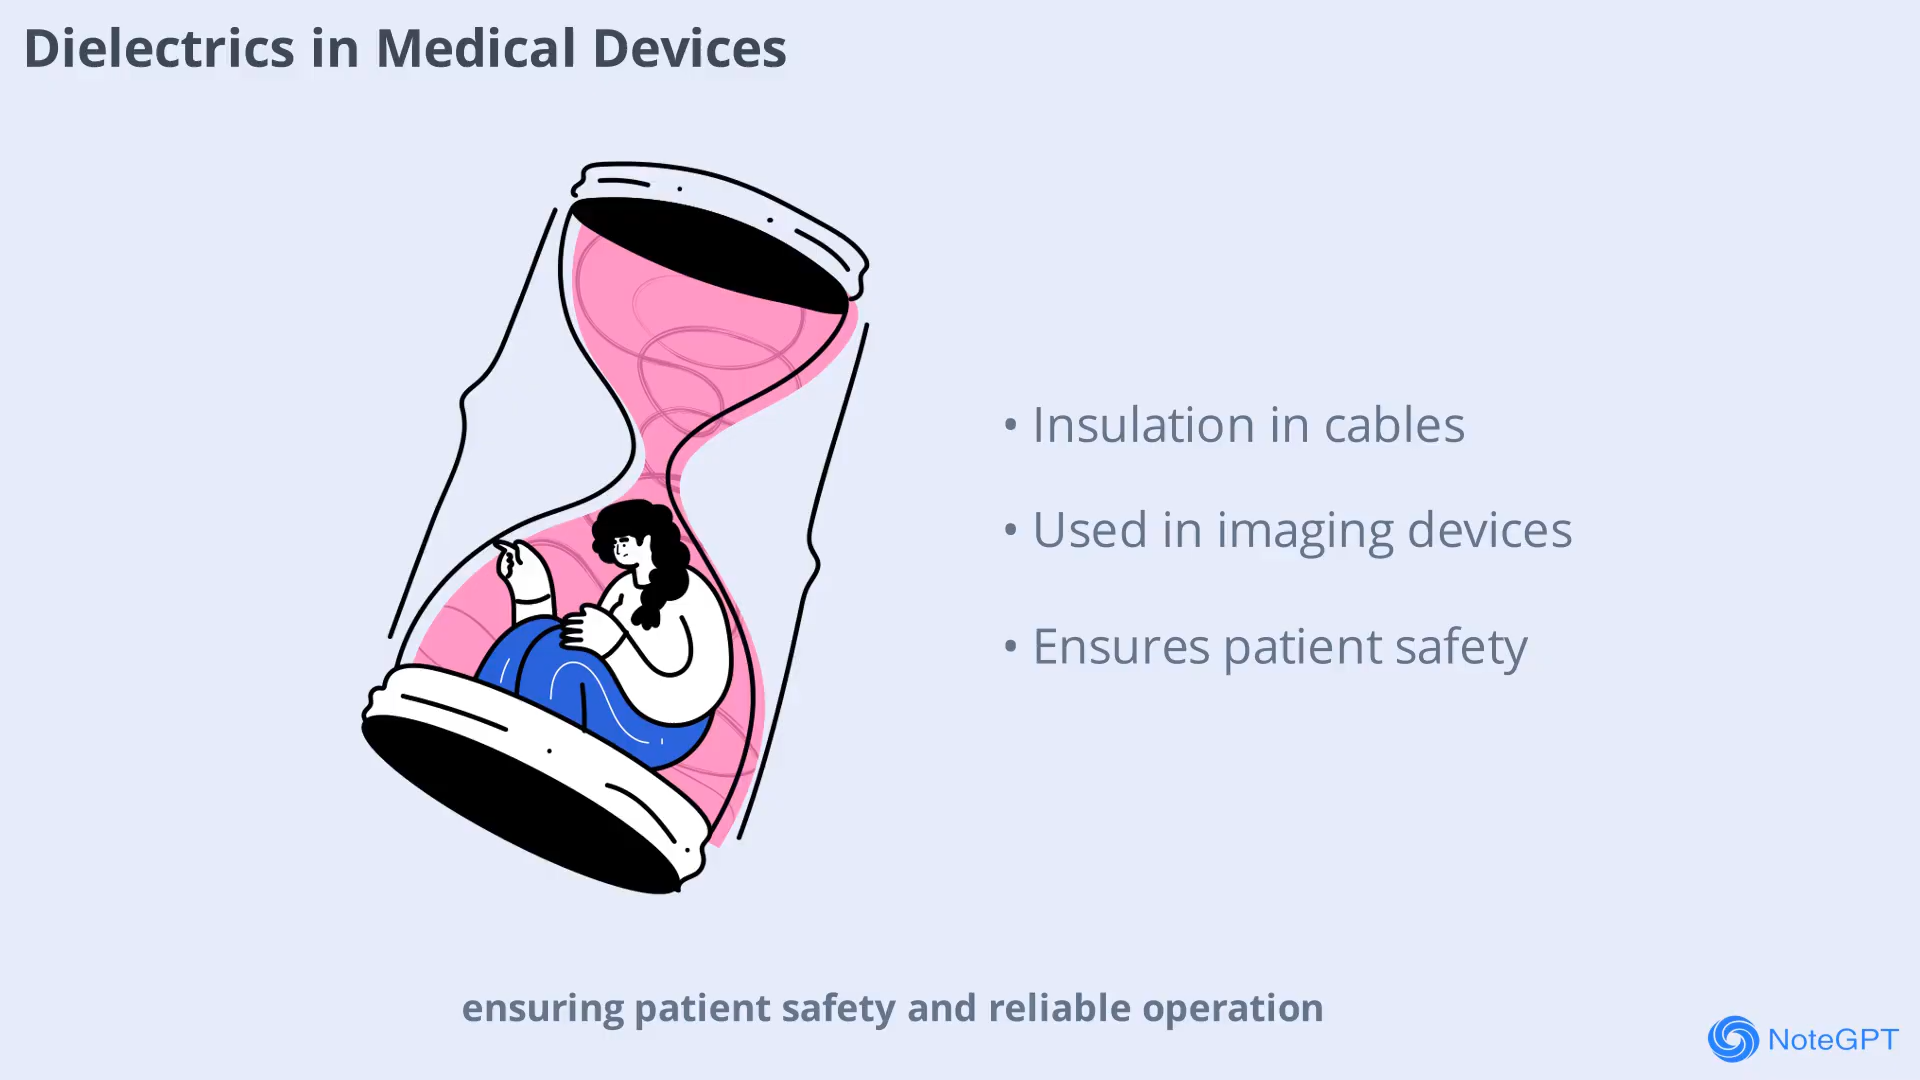 Dielectrics in Medical Devices
• Insulation in cables
• Used in imaging devices
• Ensures patient safety
ensuring patient safety and reliable operation
NoteGPT